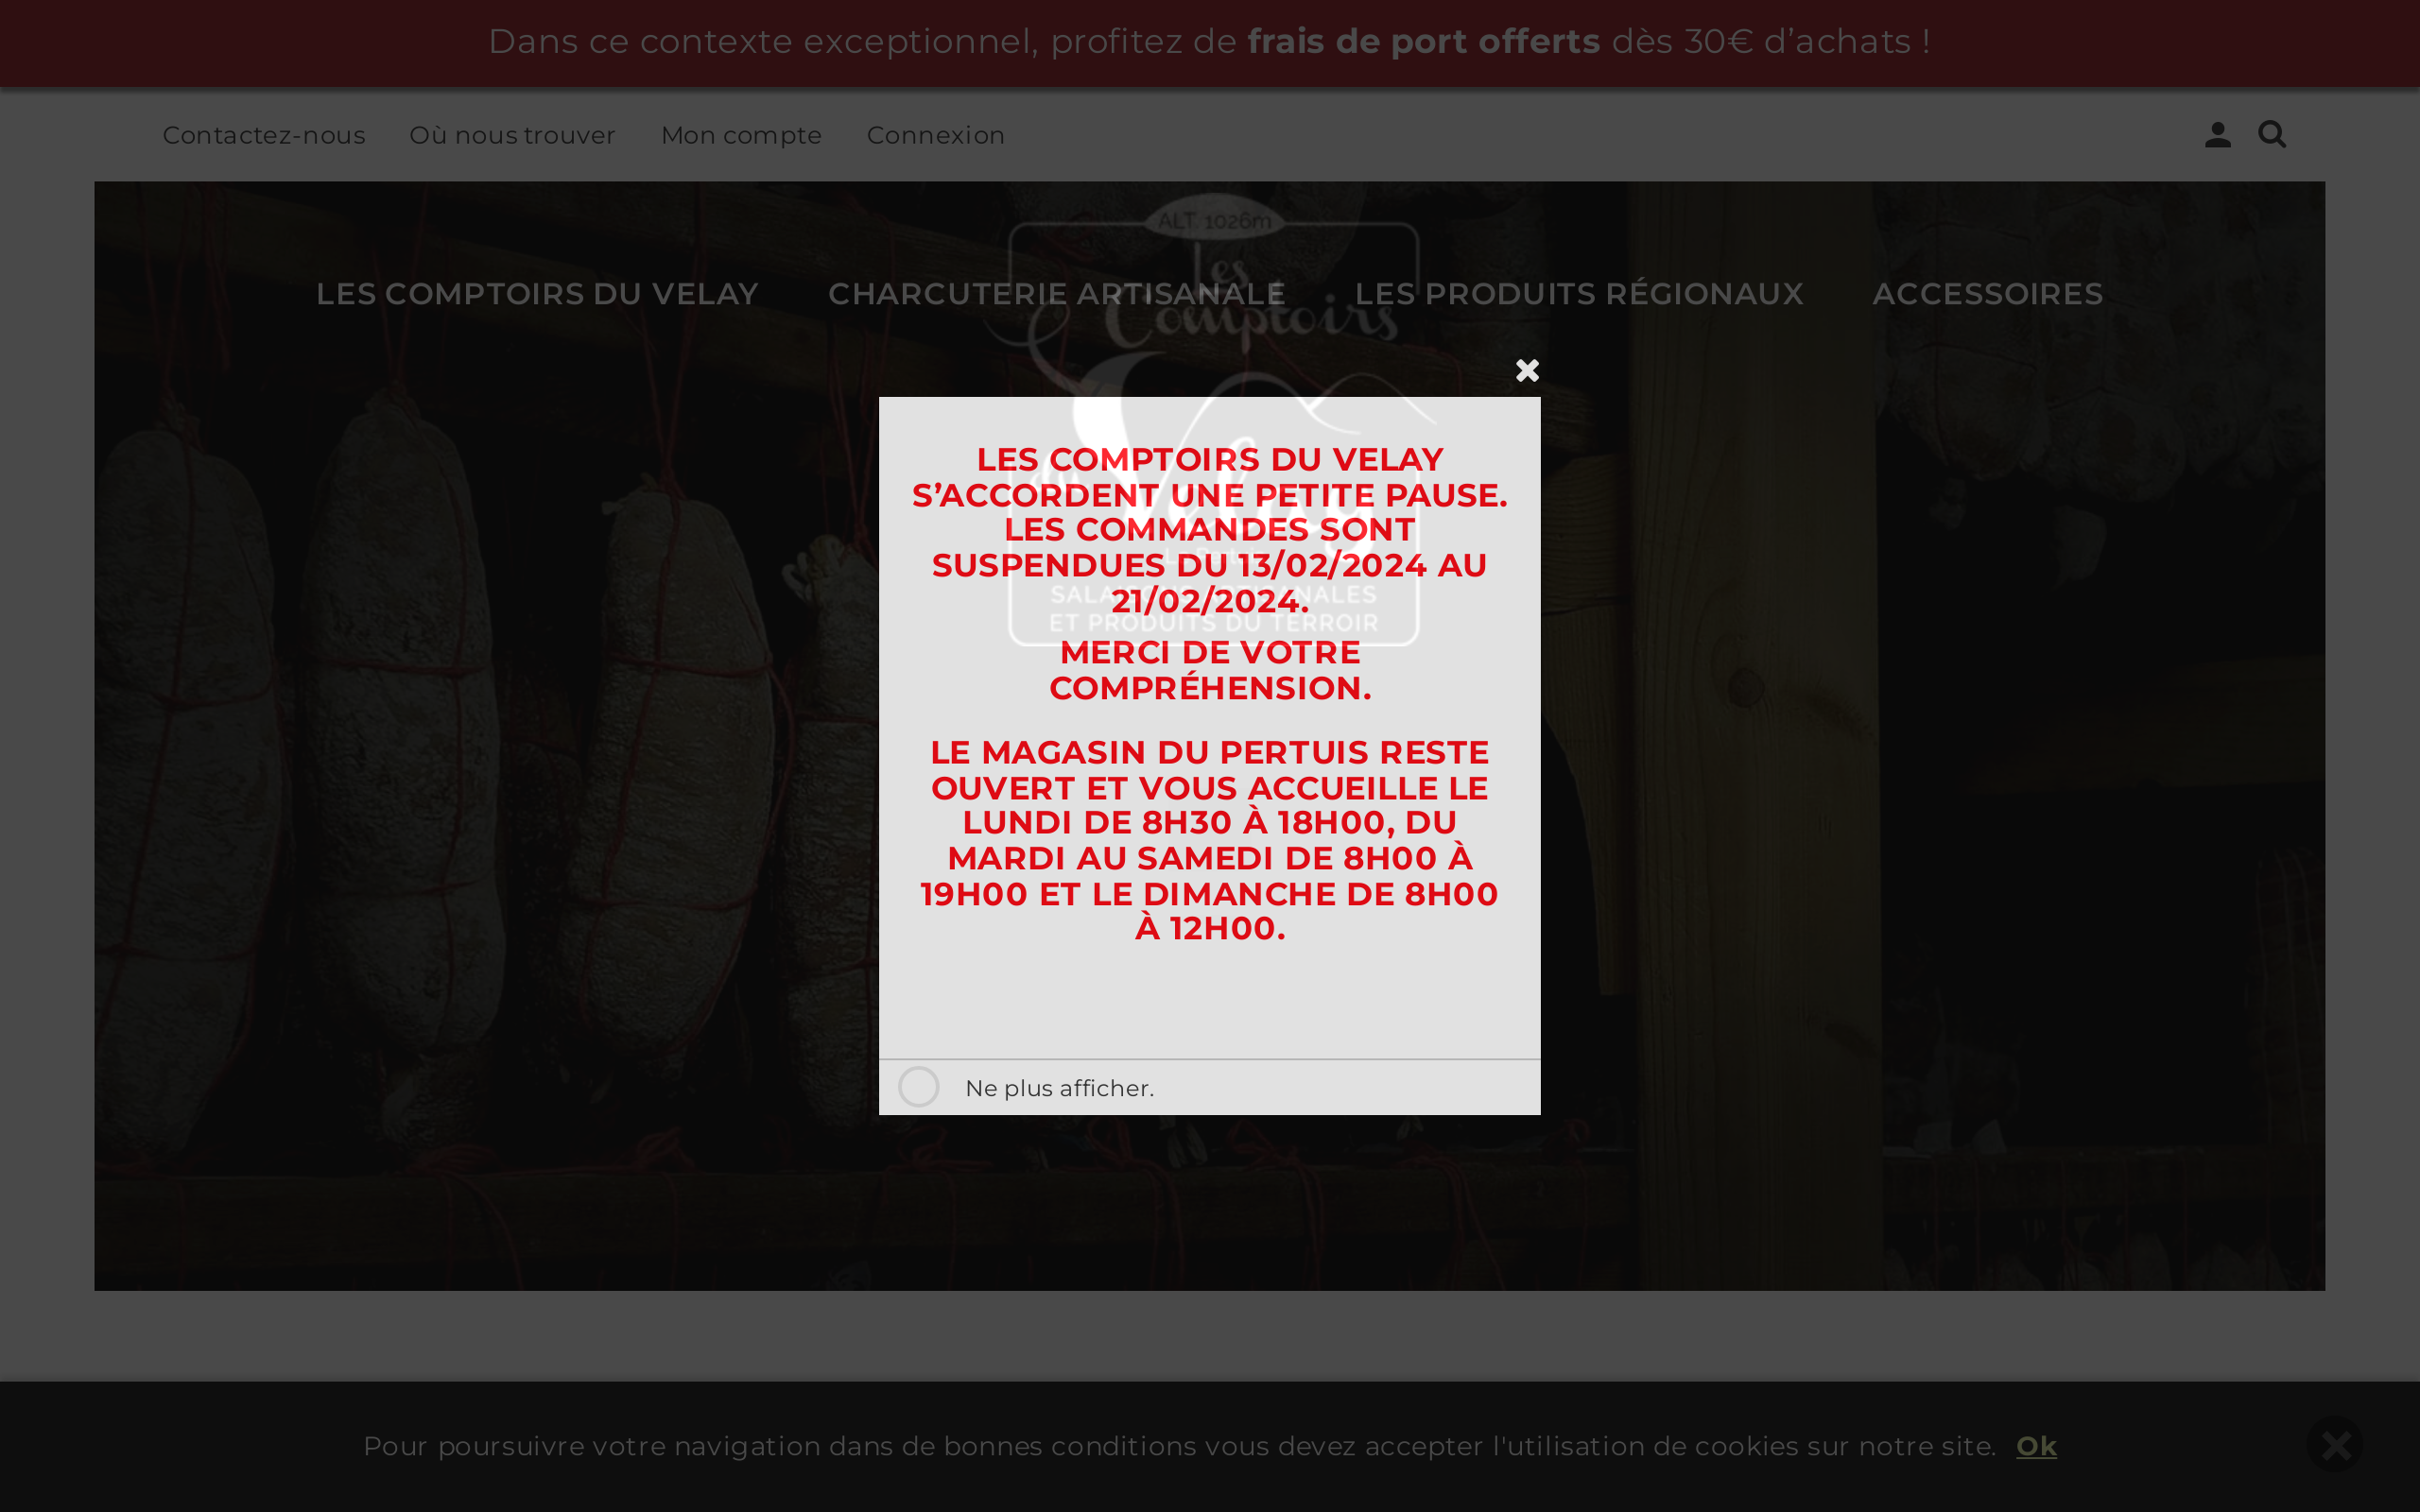 Dans ce contexte exceptionnel, profitez de frais de port offerts dès 30€ d’achats !
Contactez-nous Où nous trouver Mon compte Connexion
ALT. 1026m
LES COMPTOIRS DU VELAY CHARCUTERIE ARTISANALE LES PRODUITS RÉGIONAUX ACCESSOIRES
Les
Comptoirs
du Velay
LES COMPTOIRS DU VELAY
S’ACCORDENT UNE PETITE PAUSE.
LES COMMANDES SONT
SUSPENDUES DU 13/02/2024 AU
21/02/2024.
SALAISONS ARTISANALES
ET PRODUITS DU TERROIR
MERCI DE VOTRE
COMPRÉHENSION.
LE MAGASIN DU PERTUIS RESTE
OUVERT ET VOUS ACCUEILLE LE
LUNDI DE 8H30 À 18H00, DU
MARDI AU SAMEDI DE 8H00 À
19H00 ET LE DIMANCHE DE 8H00
À 12H00.
Ne plus afficher.
Pour poursuivre votre navigation dans de bonnes conditions vous devez accepter l'utilisation de cookies sur notre site. Ok